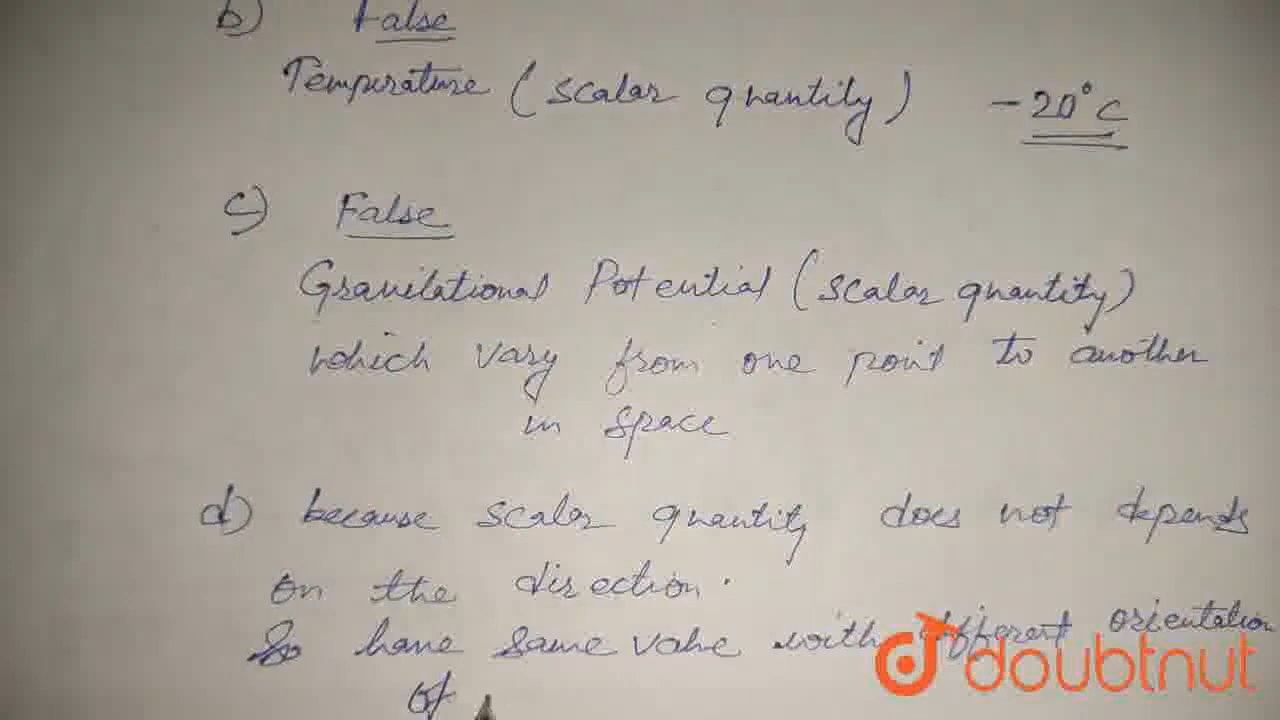 b) False
Temperature (scalar quantity) -20°C
c) False
Gravitational Potential (scalar quantity)
which vary from one point to another
in space
d) because scalar quantity does not depends
on the direction.
So have same value with different orientation
of
doubtnut